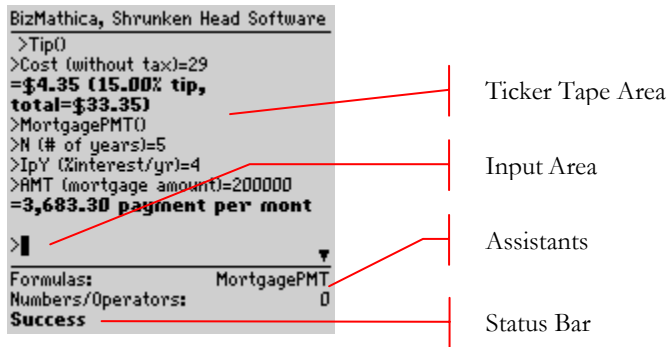 BizMathica, Shrunken Head Software
>Tip()
>Cost (without tax)=29
=$4.35 (15.00% tip,
total=$33.35)
>MortgagePMT()
>N (# of years)=5
>IpY (%interest/yr)=4
>AMT (mortgage amount)=200000
=3,683.30 payment per mont
>
Formulas: MortgagePMT
Numbers/Operators: 0
Success
Ticker Tape Area
Input Area
Assistants
Status Bar